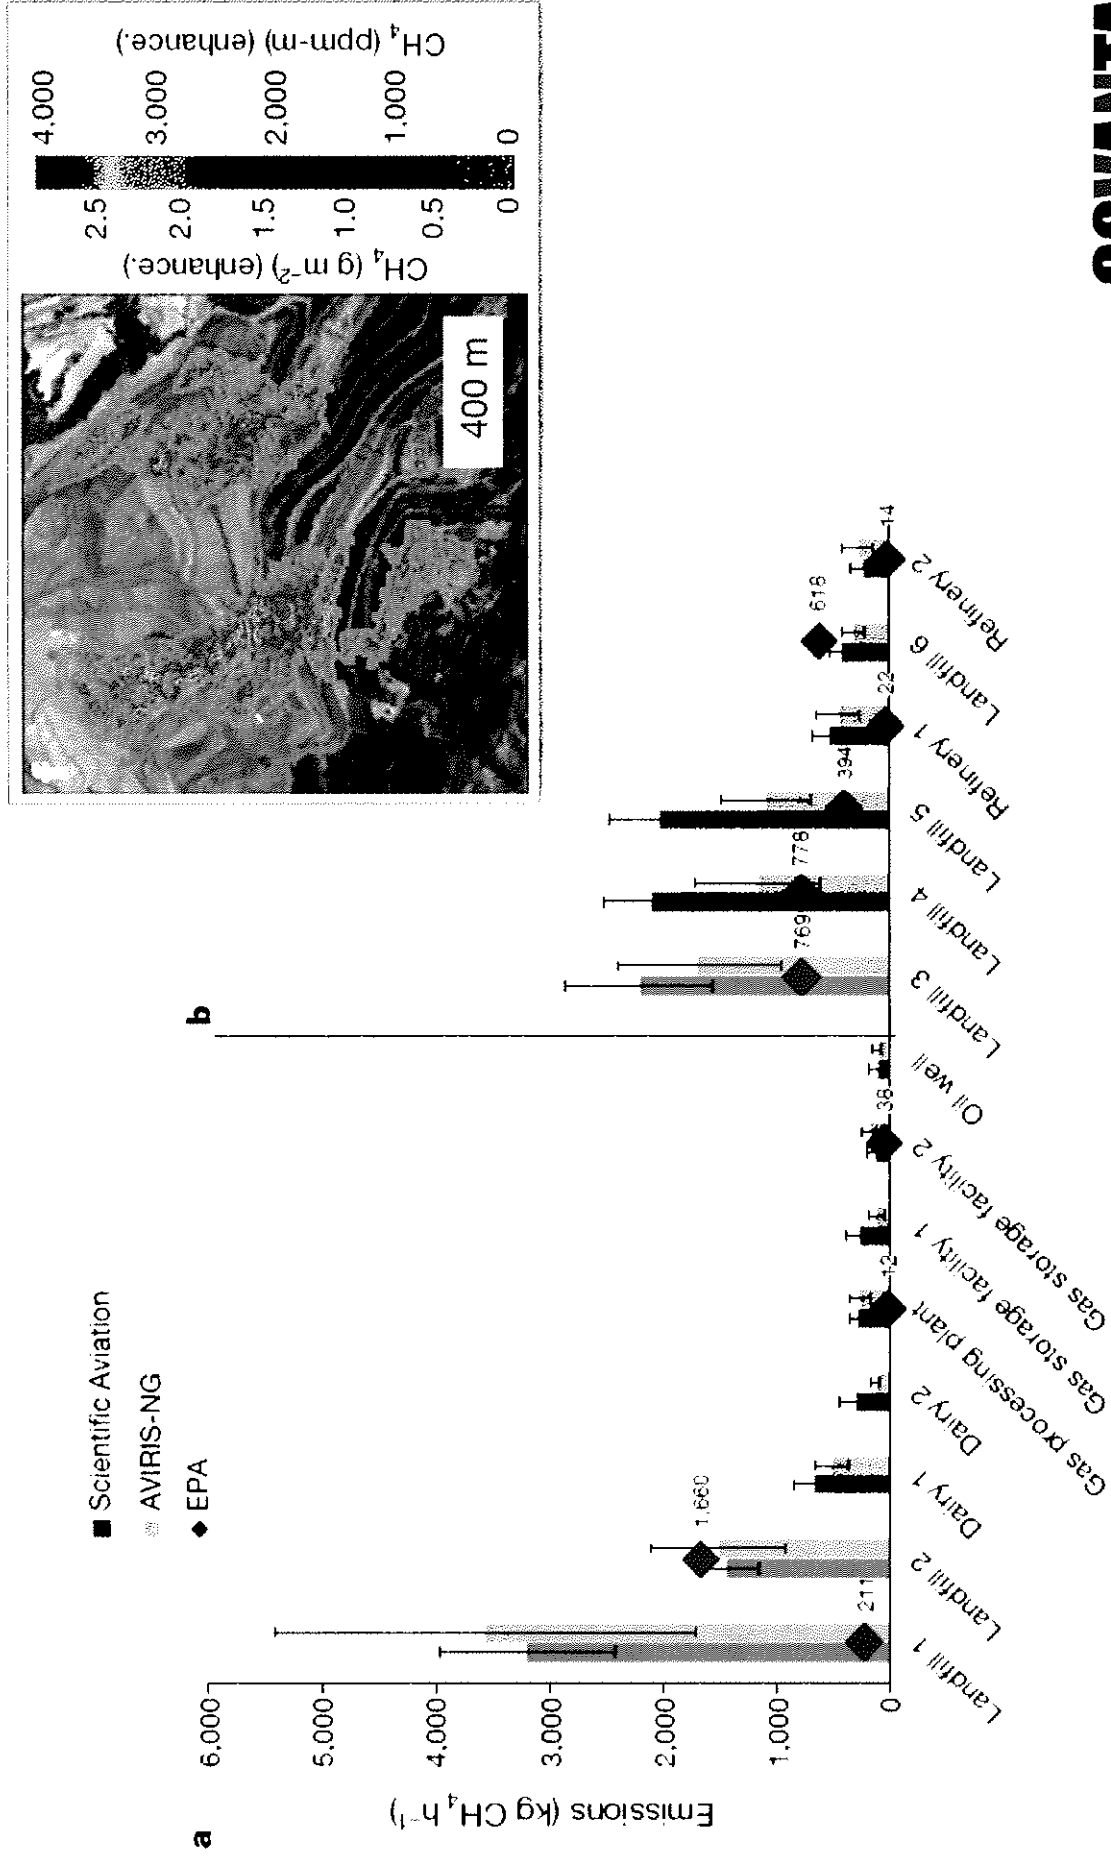 a
Emissions (kg CH₄ h⁻¹)
6,000
5,000
4,000
3,000
2,000
1,000
0
Scientific Aviation
AVIRIS-NG
EPA
211
1,660
12
38
769
778
394
22
618
14
Landfill 1
Landfill 2
Dairy 1
Dairy 2
Gas processing plant
Gas storage facility 1
Gas storage facility 2
Oil well
Landfill 3
Landfill 4
Landfill 5
Refinery 1
Landfill 6
Refinery 2
b
400 m
CH₄ (g m⁻²) (enhance.)
2.5
2.0
1.5
1.0
0.5
0
4,000
3,000
2,000
1,000
0
CH₄ (ppm-m) (enhance.)